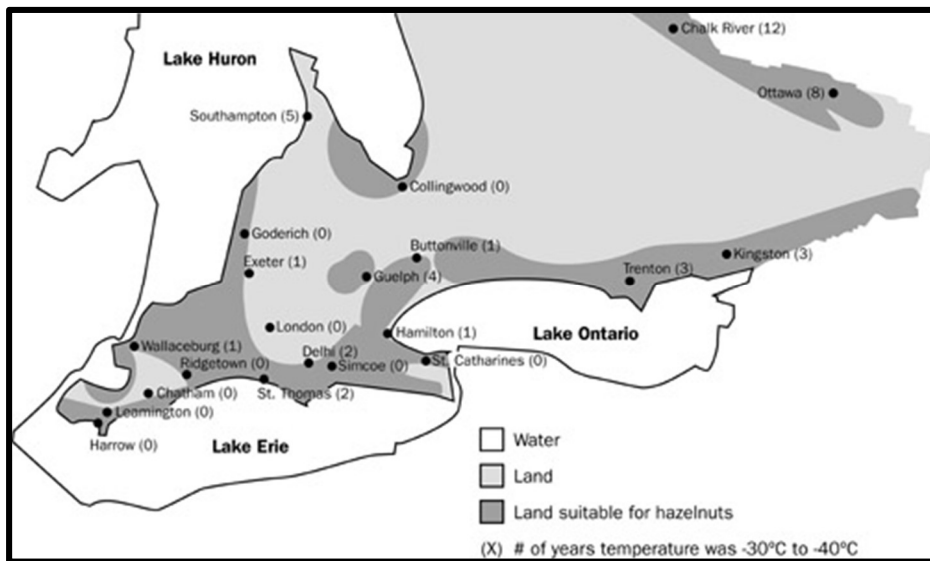 Chalk River (12)
Lake Huron
Ottawa (8)
Southampton (5)
Collingwood (0)
Goderich (0)
Buttonville (1)
Kingston (3)
Exeter (1)
Guelph (4)
Trenton (3)
London (0)
Hamilton (1)
Lake Ontario
Wallaceburg (1)
Delhi (2)
Ridgetown (0)
Simcoe (0)
St. Catharines (0)
Chatham (0)
St. Thomas (2)
Leamington (0)
Harrow (0)
Lake Erie
Water
Land
Land suitable for hazelnuts
(X) # of years temperature was -30ºC to -40ºC